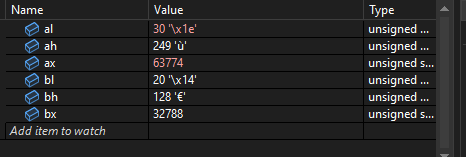 Name Value Type
al 30 '\x1e' unsigned ...
ah 249 'ù' unsigned ...
ax 63774 unsigned s...
bl 20 '\x14' unsigned ...
bh 128 '€' unsigned ...
bx 32788 unsigned s...
Add item to watch